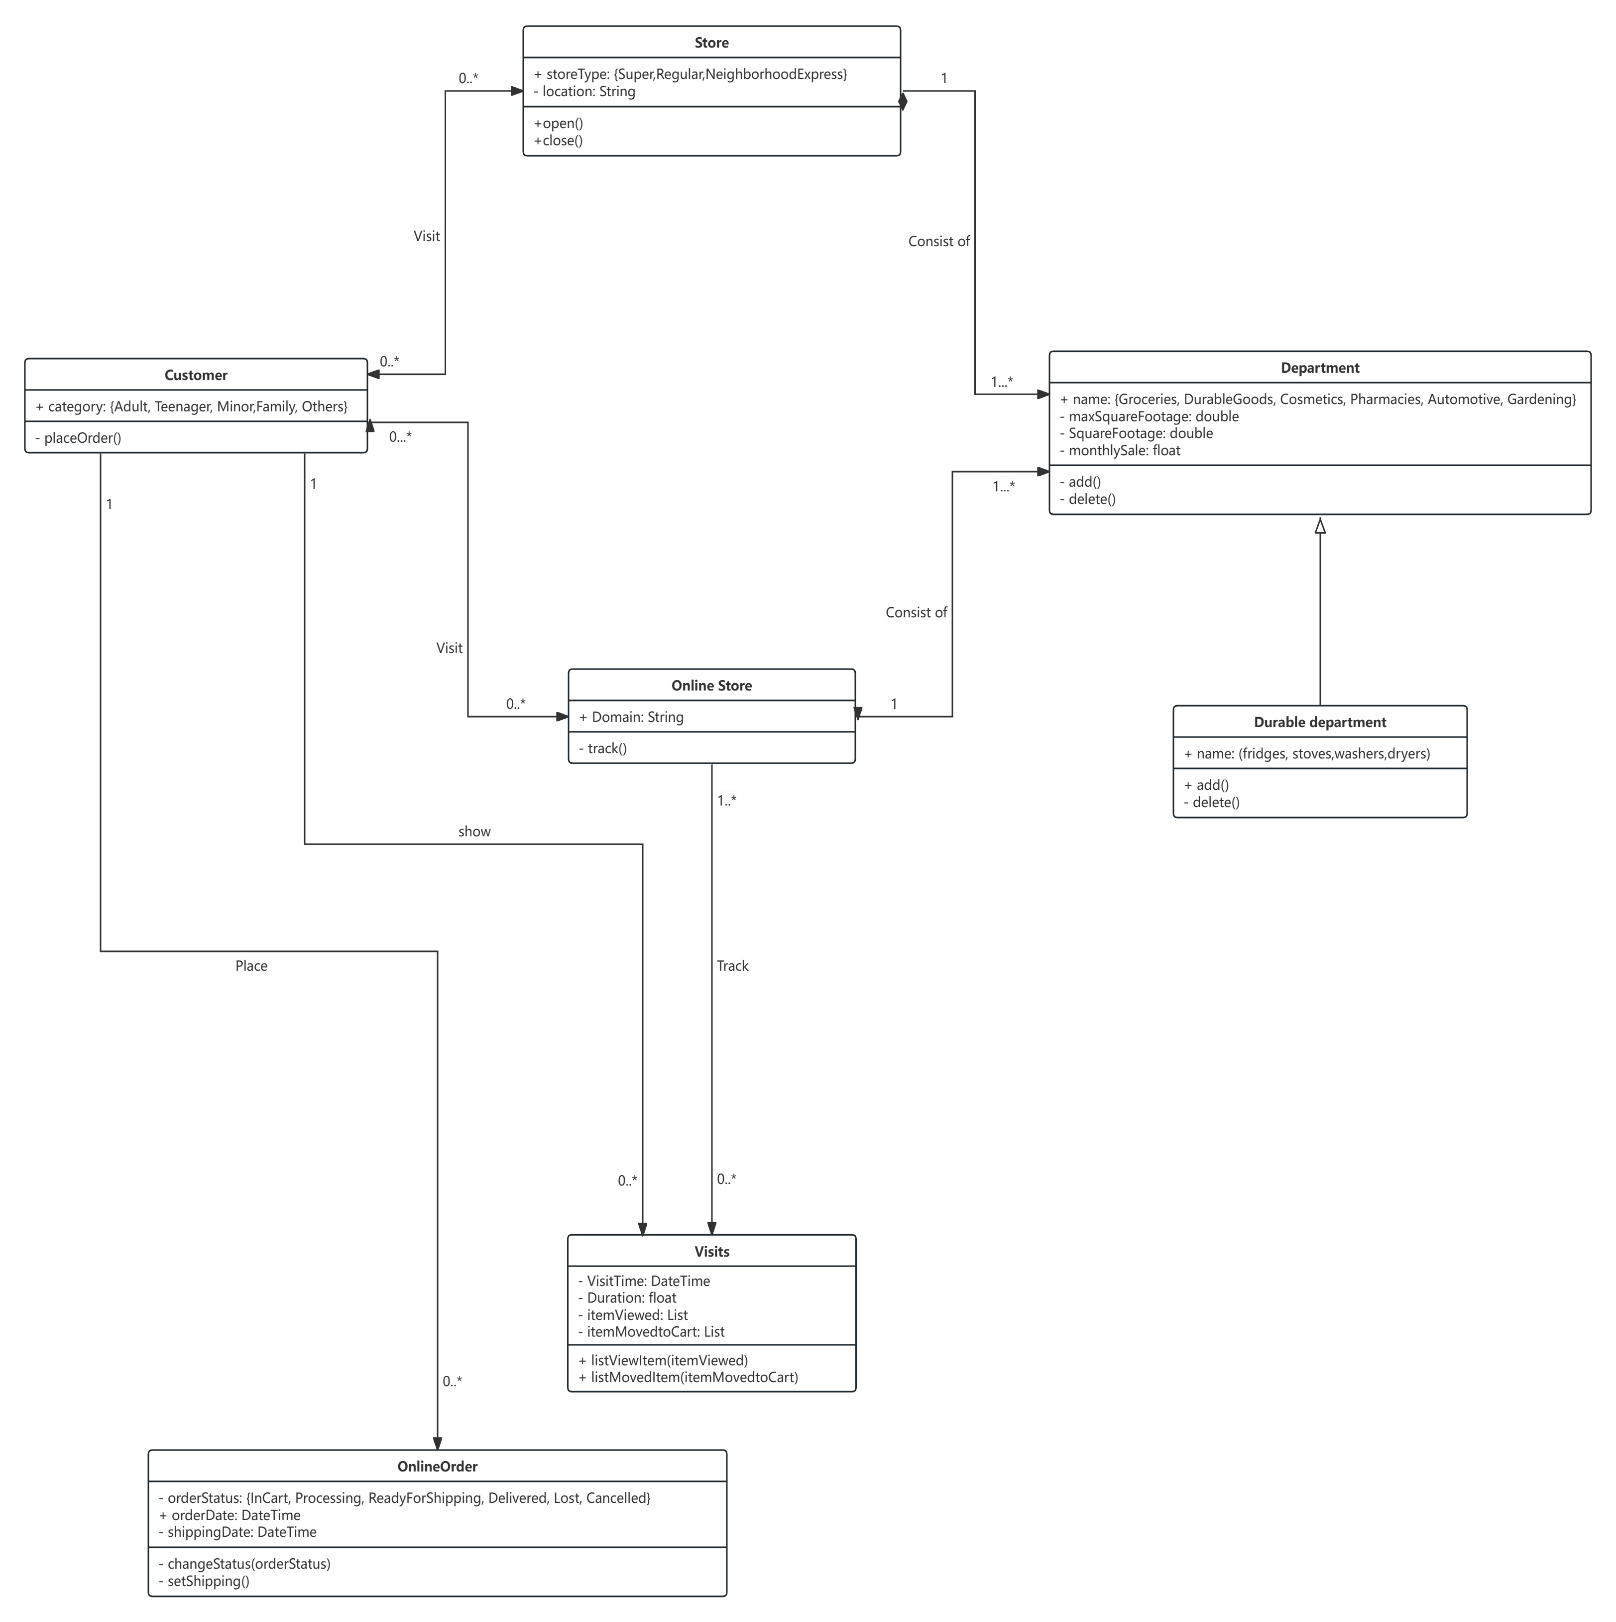 Store
+ storeType: {Super,Regular,NeighborhoodExpress}
- location: String
+open()
+close()
0..*
1
Visit
Consist of
0..*
1...*
Customer
+ category: {Adult, Teenager, Minor,Family, Others}
- placeOrder()
0...*
1
1
Department
+ name: {Groceries, DurableGoods, Cosmetics, Pharmacies, Automotive, Gardening}
- maxSquareFootage: double
- SquareFootage: double
- monthlySale: float
- add()
- delete()
1...*
Consist of
Visit
0..*
1
Online Store
+ Domain: String
- track()
Durable department
+ name: (fridges, stoves,washers,dryers)
+ add()
- delete()
1..*
show
Place
Track
0..*
0..*
Visits
- VisitTime: DateTime
- Duration: float
- itemViewed: List
- itemMovedtoCart: List
+ listViewItem(itemViewed)
+ listMovedItem(itemMovedtoCart)
0..*
OnlineOrder
- orderStatus: {InCart, Processing, ReadyForShipping, Delivered, Lost, Cancelled}
+ orderDate: DateTime
- shippingDate: DateTime
- changeStatus(orderStatus)
- setShipping()